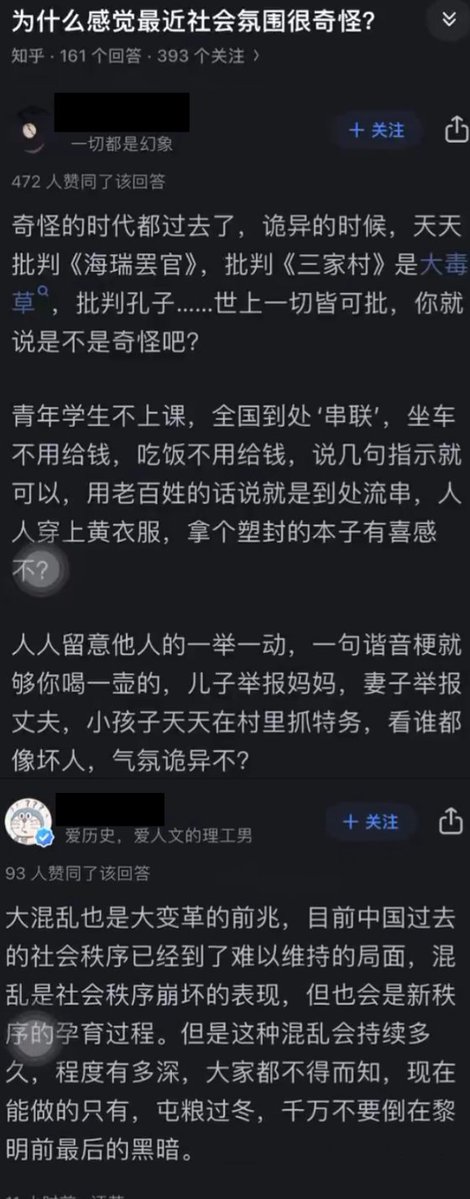 为什么感觉最近社会氛围很奇怪?
知乎 · 161 个回答 · 393 个关注 〉
一切都是幻象
＋ 关注
472 人赞同了该回答
奇怪的时代都过去了，诡异的时候，天天
批判《海瑞罢官》，批判《三家村》是大毒
草，批判孔子......世上一切皆可批，你就
说是不是奇怪吧？
青年学生不上课，全国到处‘串联’，坐车
不用给钱，吃饭不用给钱，说几句指示就
可以，用老百姓的话说就是到处流串，人
人穿上黄衣服，拿个塑封的本子有喜感
不？
人人留意他人的一举一动，一句谐音梗就
够你喝一壶的，儿子举报妈妈，妻子举报
丈夫，小孩子天天在村里抓特务，看谁都
像坏人，气氛诡异不？
爱历史，爱人文的理工男
＋ 关注
93 人赞同了该回答
大混乱也是大变革的前兆，目前中国过去
的社会秩序已经到了难以维持的局面，混
乱是社会秩序崩坏的表现，但也会是新秩
序的孕育过程。但是这种混乱会持续多
久，程度有多深，大家都不得而知，现在
能做的只有，屯粮过冬，千万不要倒在黎
明前最后的黑暗。